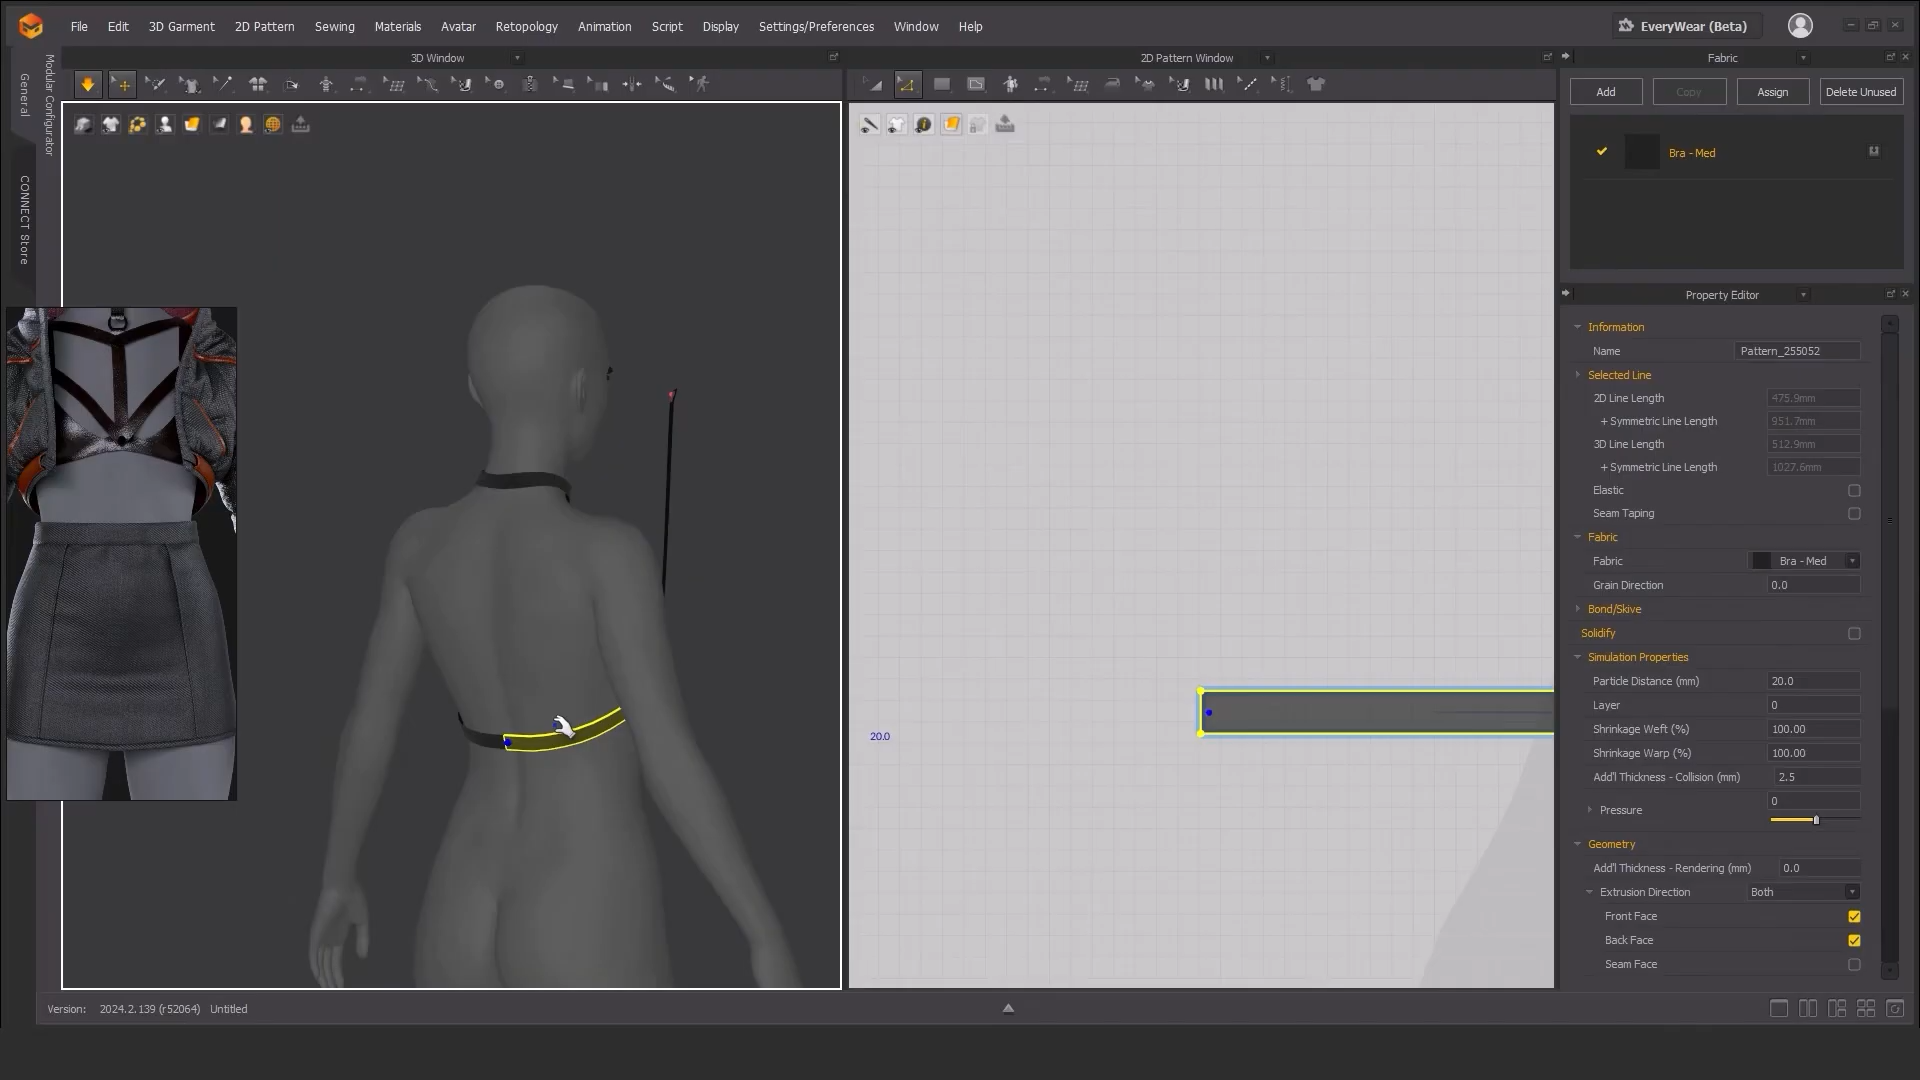 File Edit 3D Garment 2D Pattern Sewing Materials Avatar Retopology Animation Script Display Settings/Preferences Window Help EveryWear (Beta)
3D Window
2D Pattern Window
Fabric
General
Modular Configurator
CONNECT Store
Add Copy Assign Delete Unused
Bra - Med
Property Editor
Information
Name Pattern_255052
Selected Line
2D Line Length 475.9mm
+ Symmetric Line Length 951.7mm
3D Line Length 512.9mm
+ Symmetric Line Length 1027.6mm
Elastic
Seam Taping
Fabric
Fabric Bra - Med
Grain Direction 0.0
Bond/Skive
Solidify
Simulation Properties
Particle Distance (mm) 20.0
Layer 0
Shrinkage Weft (%) 100.00
Shrinkage Warp (%) 100.00
Add'l Thickness - Collision (mm) 2.5
Pressure 0
Geometry
Add'l Thickness - Rendering (mm) 0.0
Extrusion Direction Both
Front Face
Back Face
Seam Face
20.0
Version: 2024.2.139 (r52064) Untitled